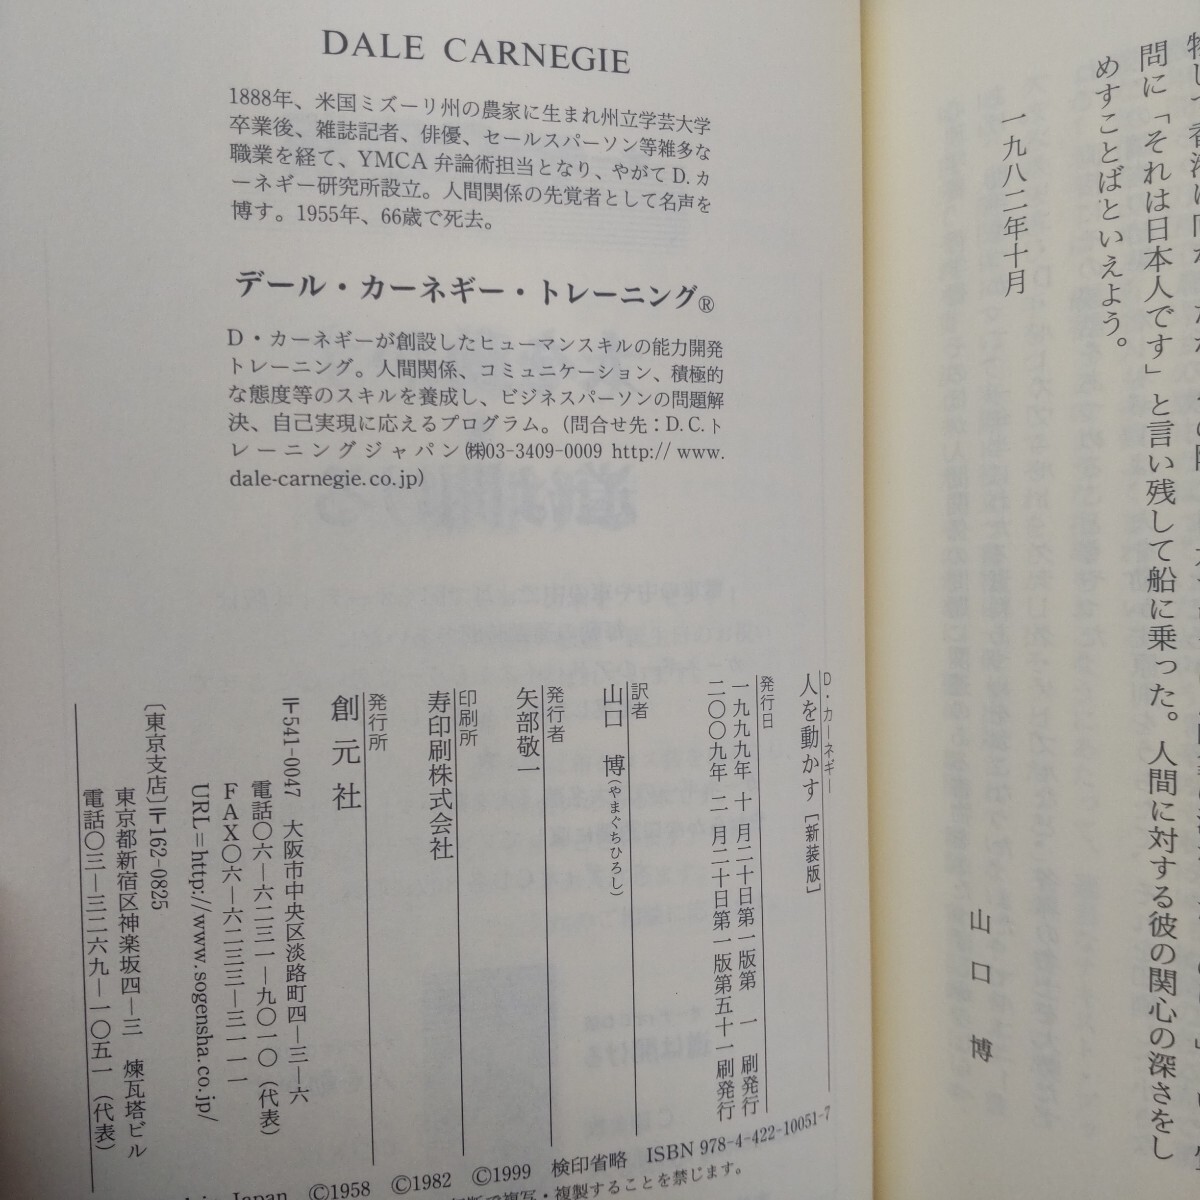 めすことばといえよう。
一九八二年十月
山口 博
DALE CARNEGIE
1888年、米国ミズーリ州の農家に生まれ州立学芸大学
卒業後、雑誌記者、俳優、セールスパーソン等雑多な
職業を経て、YMCA 弁論術担当となり、やがて D. カ
ーネギー研究所設立。人間関係の先覚者として名声を
博す。1955年、66歳で死去。
デール・カーネギー・トレーニング®
D・カーネギーが創設したヒューマンスキルの能力開発
トレーニング。人間関係、コミュニケーション、積極的
な態度等のスキルを養成し、ビジネスパーソンの問題解
決、自己実現に応えるプログラム。(問合せ先：D. C. ト
レーニングジャパン㈱03-3409-0009 http:// www.
dale-carnegie.co.jp)
D・カーネギー
人を動かす［新装版］
発行日
一九九九年 十月二十日第一版第 一 刷発行
二〇〇九年 二月二十日第一版第五十一刷発行
訳者
山口 博（やまぐちひろし）
発行者
矢部敬一
印刷所
寿印刷株式会社
発行所
創元社
〒541-0047 大阪市中央区淡路町四―三―六
電話〇六―六二三一―九〇一〇（代表）
FAX〇六―六二三三―三一一一
URL＝http://www.sogensha.co.jp/
〔東京支店〕〒162-0825
東京都新宿区神楽坂四―三 煉瓦塔ビル
電話〇三―三二六九―一〇五一（代表）
Japan ©1958 ©1982 ©1999 検印省略 ISBN 978-4-422-10051-7
複写・複製することを禁じます。
問に「それは日本人です」と言い残して船に乗った。人間に対する彼の関心の深さをし